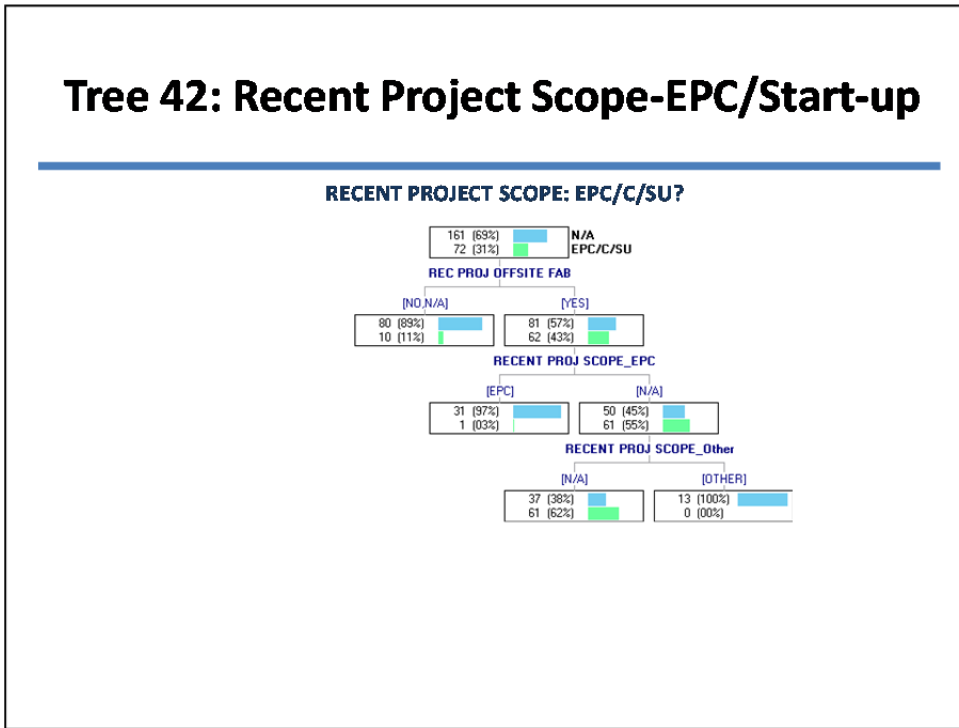 Tree 42: Recent Project Scope-EPC/Start-up
RECENT PROJECT SCOPE: EPC/C/SU?
161 (69%) N/A
72 (31%) EPC/C/SU
REC PROJ OFFSITE FAB
[NO,N/A] [YES]
80 (89%) 81 (57%)
10 (11%) 62 (43%)
RECENT PROJ SCOPE_EPC
[EPC] [N/A]
31 (97%) 50 (45%)
1 (03%) 61 (55%)
RECENT PROJ SCOPE_Other
[N/A] [OTHER]
37 (38%) 13 (100%)
61 (62%) 0 (00%)